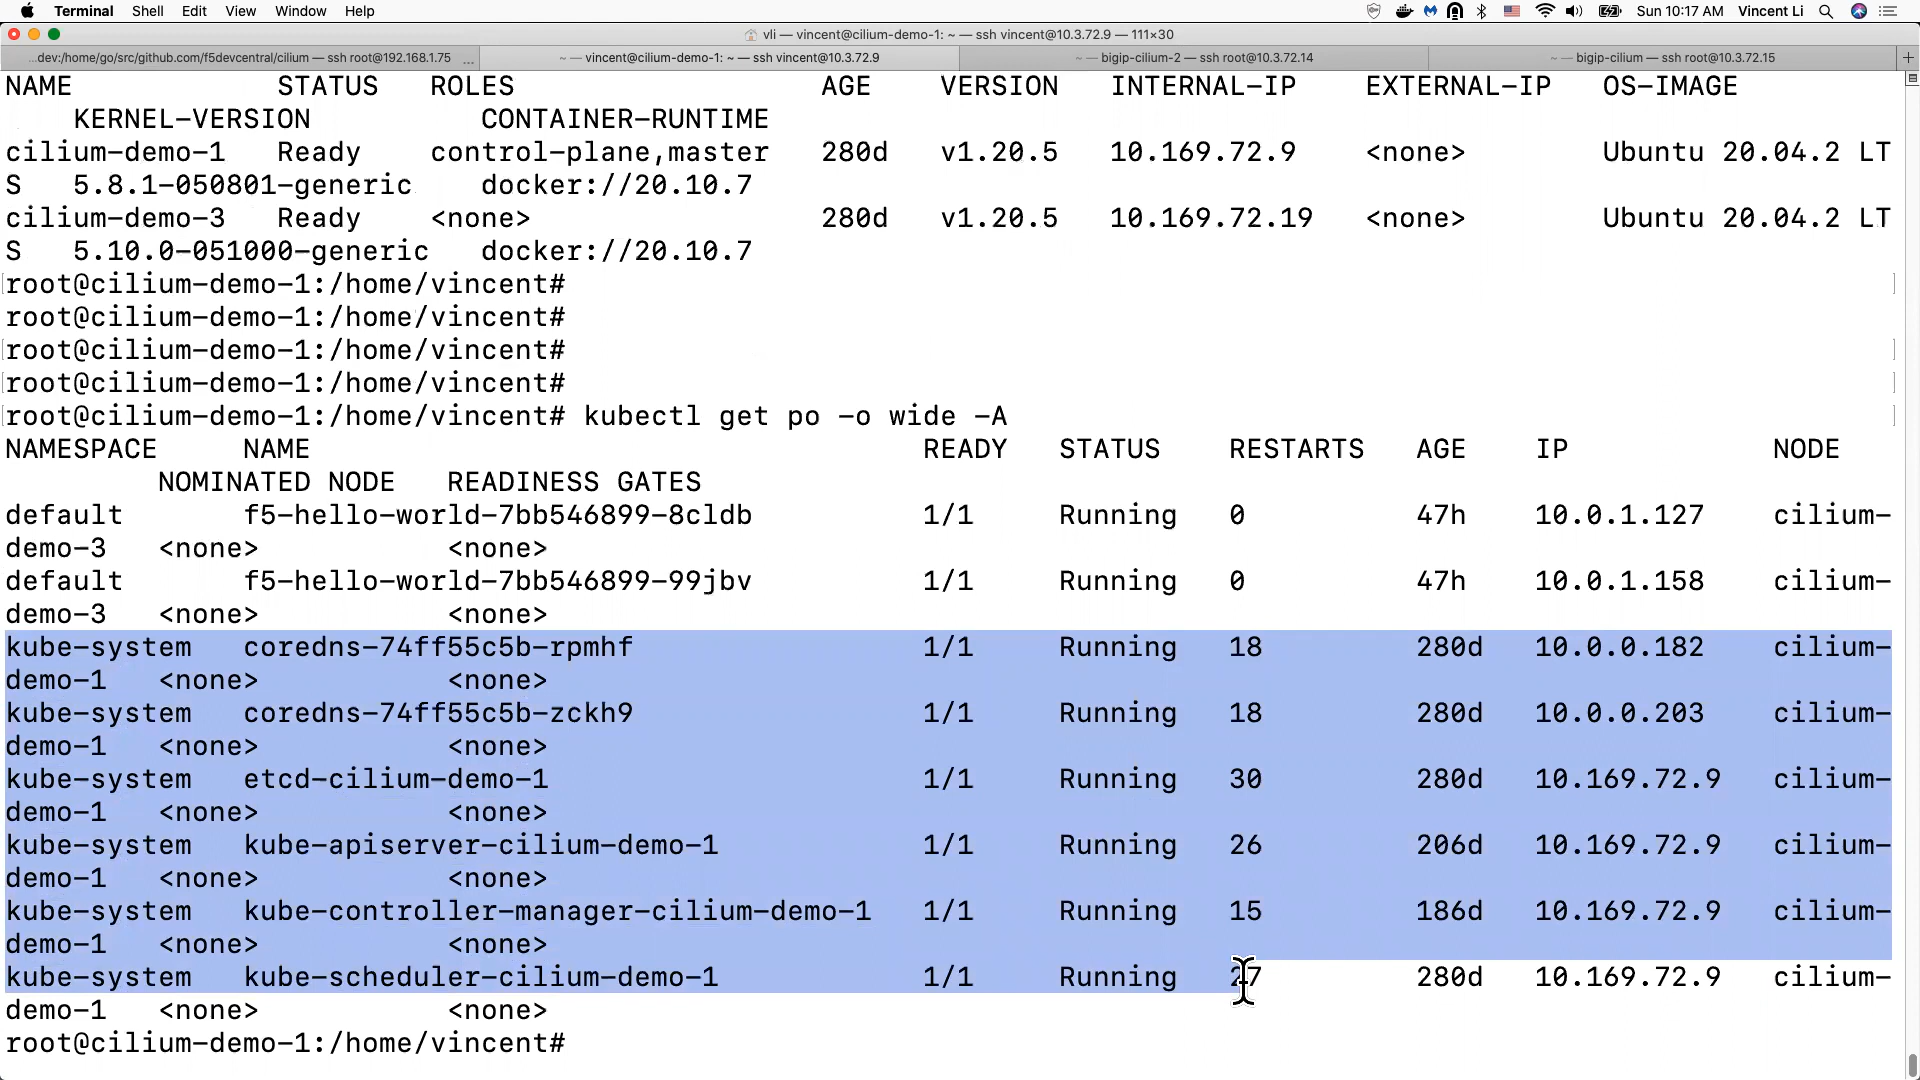 Terminal Shell Edit View Window Help Sun 10:17 AM Vincent Li
vli — vincent@cilium-demo-1: ~ — ssh vincent@10.3.72.9 — 111×30
...dev:/home/go/src/github.com/f5devcentral/cilium — ssh root@192.168.1.75 ... ~ — vincent@cilium-demo-1: ~ — ssh vincent@10.3.72.9 ~ — bigip-cilium-2 — ssh root@10.3.72.14 ~ — bigip-cilium — ssh root@10.3.72.15 +
NAME STATUS ROLES AGE VERSION INTERNAL-IP EXTERNAL-IP OS-IMAGE
KERNEL-VERSION CONTAINER-RUNTIME
cilium-demo-1 Ready control-plane,master 280d v1.20.5 10.169.72.9 <none> Ubuntu 20.04.2 LT
S 5.8.1-050801-generic docker://20.10.7
cilium-demo-3 Ready <none> 280d v1.20.5 10.169.72.19 <none> Ubuntu 20.04.2 LT
S 5.10.0-051000-generic docker://20.10.7
[root@cilium-demo-1:/home/vincent# ]
root@cilium-demo-1:/home/vincent#
[root@cilium-demo-1:/home/vincent# ]
[root@cilium-demo-1:/home/vincent# ]
[root@cilium-demo-1:/home/vincent# kubectl get po -o wide -A ]
NAMESPACE NAME READY STATUS RESTARTS AGE IP NODE
NOMINATED NODE READINESS GATES
default f5-hello-world-7bb546899-8cldb 1/1 Running 0 47h 10.0.1.127 cilium-
demo-3 <none> <none>
default f5-hello-world-7bb546899-99jbv 1/1 Running 0 47h 10.0.1.158 cilium-
demo-3 <none> <none>
kube-system coredns-74ff55c5b-rpmhf 1/1 Running 18 280d 10.0.0.182 cilium-
demo-1 <none> <none>
kube-system coredns-74ff55c5b-zckh9 1/1 Running 18 280d 10.0.0.203 cilium-
demo-1 <none> <none>
kube-system etcd-cilium-demo-1 1/1 Running 30 280d 10.169.72.9 cilium-
demo-1 <none> <none>
kube-system kube-apiserver-cilium-demo-1 1/1 Running 26 206d 10.169.72.9 cilium-
demo-1 <none> <none>
kube-system kube-controller-manager-cilium-demo-1 1/1 Running 15 186d 10.169.72.9 cilium-
demo-1 <none> <none>
kube-system kube-scheduler-cilium-demo-1 1/1 Running 27 280d 10.169.72.9 cilium-
demo-1 <none> <none>
root@cilium-demo-1:/home/vincent#